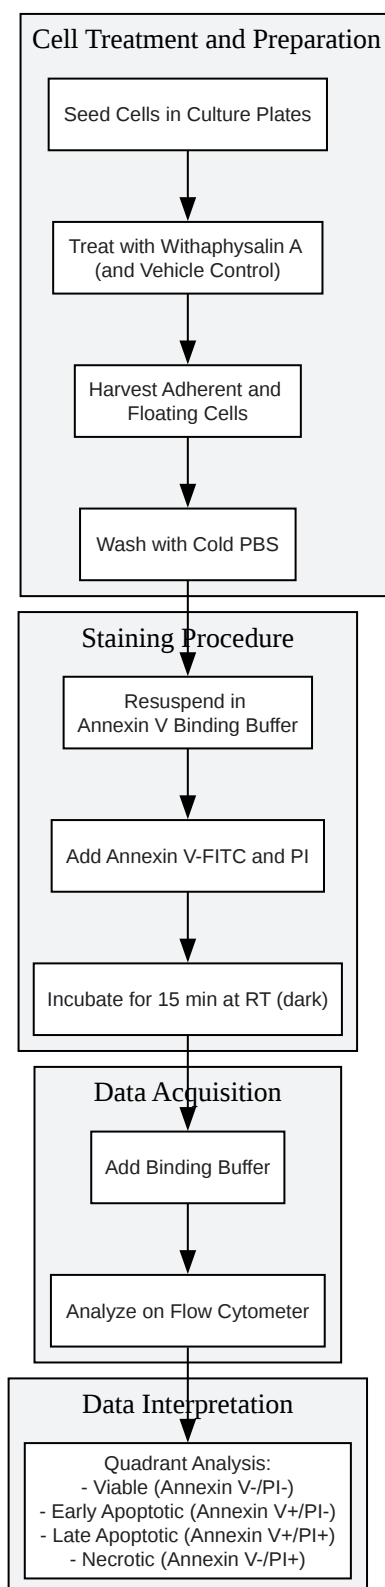 Cell Treatment and Preparation
Seed Cells in Culture Plates
Treat with Withaphysalin A
(and Vehicle Control)
Harvest Adherent and
Floating Cells
Wash with Cold PBS
Staining Procedure
Resuspend in
Annexin V Binding Buffer
Add Annexin V-FITC and PI
Incubate for 15 min at RT (dark)
Data Acquisition
Add Binding Buffer
Analyze on Flow Cytometer
Data Interpretation
Quadrant Analysis:
- Viable (Annexin V-/PI-)
- Early Apoptotic (Annexin V+/PI-)
- Late Apoptotic (Annexin V+/PI+)
- Necrotic (Annexin V-/PI+)